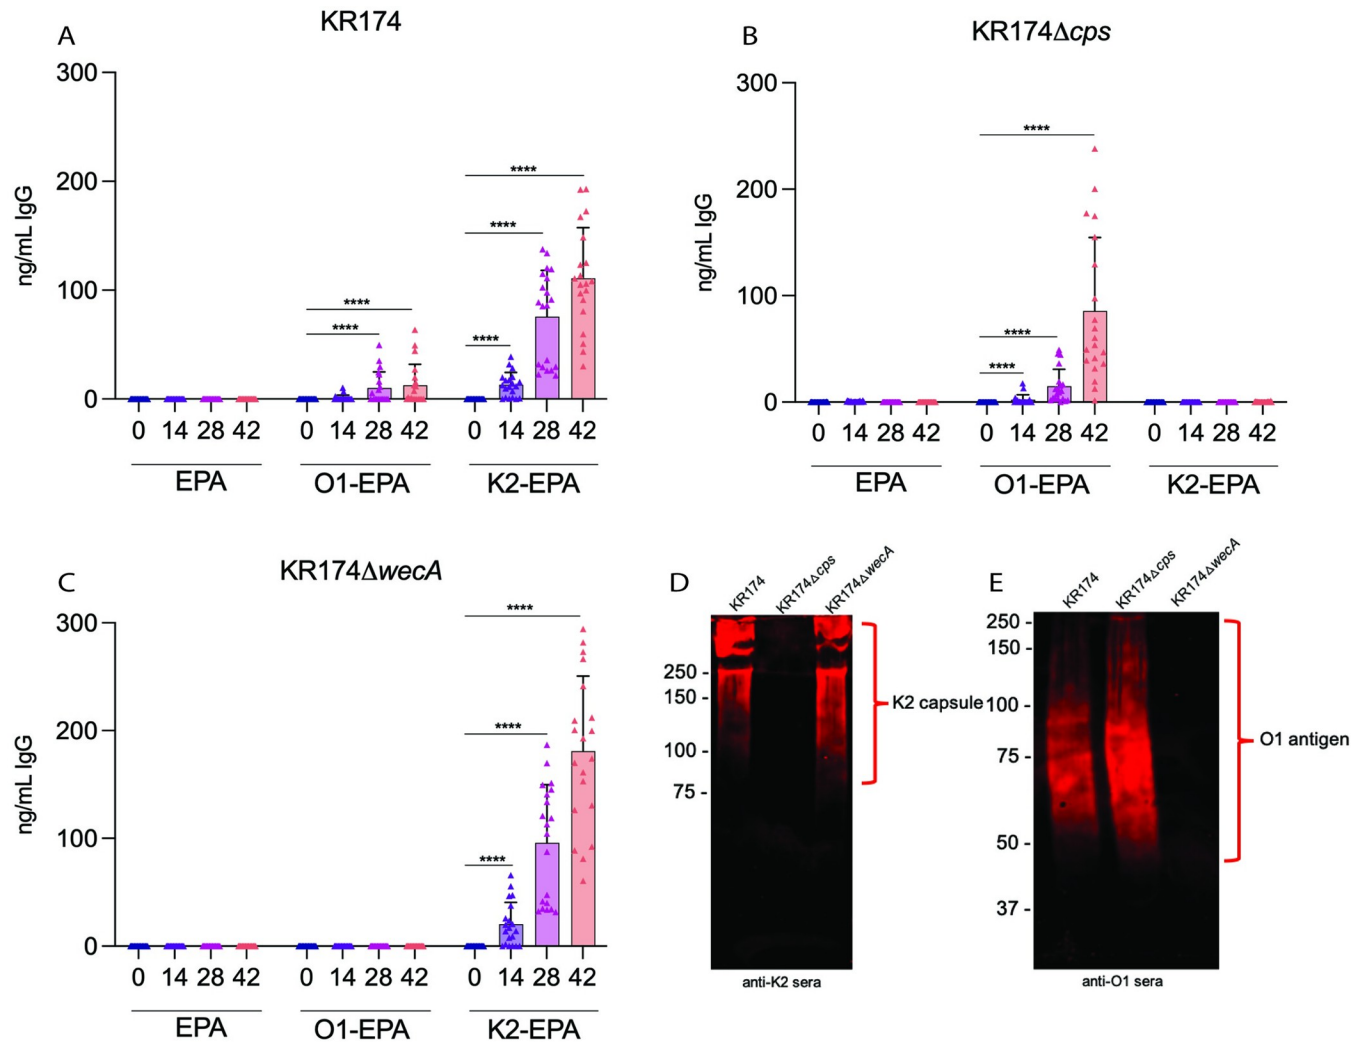 A
KR174
300
200
100
0
ng/mL IgG
****
****
****
****
****
0 14 28 42 0 14 28 42 0 14 28 42
EPA O1-EPA K2-EPA
B
KR174Δcps
300
200
100
0
ng/mL IgG
****
****
****
0 14 28 42 0 14 28 42 0 14 28 42
EPA O1-EPA K2-EPA
C
KR174ΔwecA
300
200
100
0
ng/mL IgG
****
****
****
0 14 28 42 0 14 28 42 0 14 28 42
EPA O1-EPA K2-EPA
D
KR174 KR174Δcps KR174ΔwecA
250 -
150 -
100 -
75 -
K2 capsule
anti-K2 sera
E
KR174 KR174Δcps KR174ΔwecA
250 -
150 -
100 -
75 -
50 -
37 -
O1 antigen
anti-O1 sera